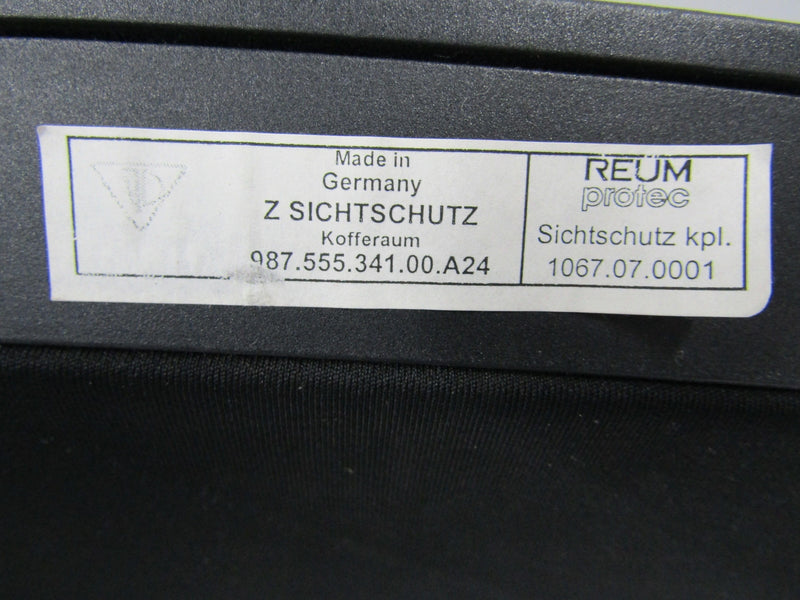 Made in
Germany
Z SICHTSCHUTZ
Kofferaum
987.555.341.00.A24
REUM
protec
Sichtschutz kpl.
1067.07.0001